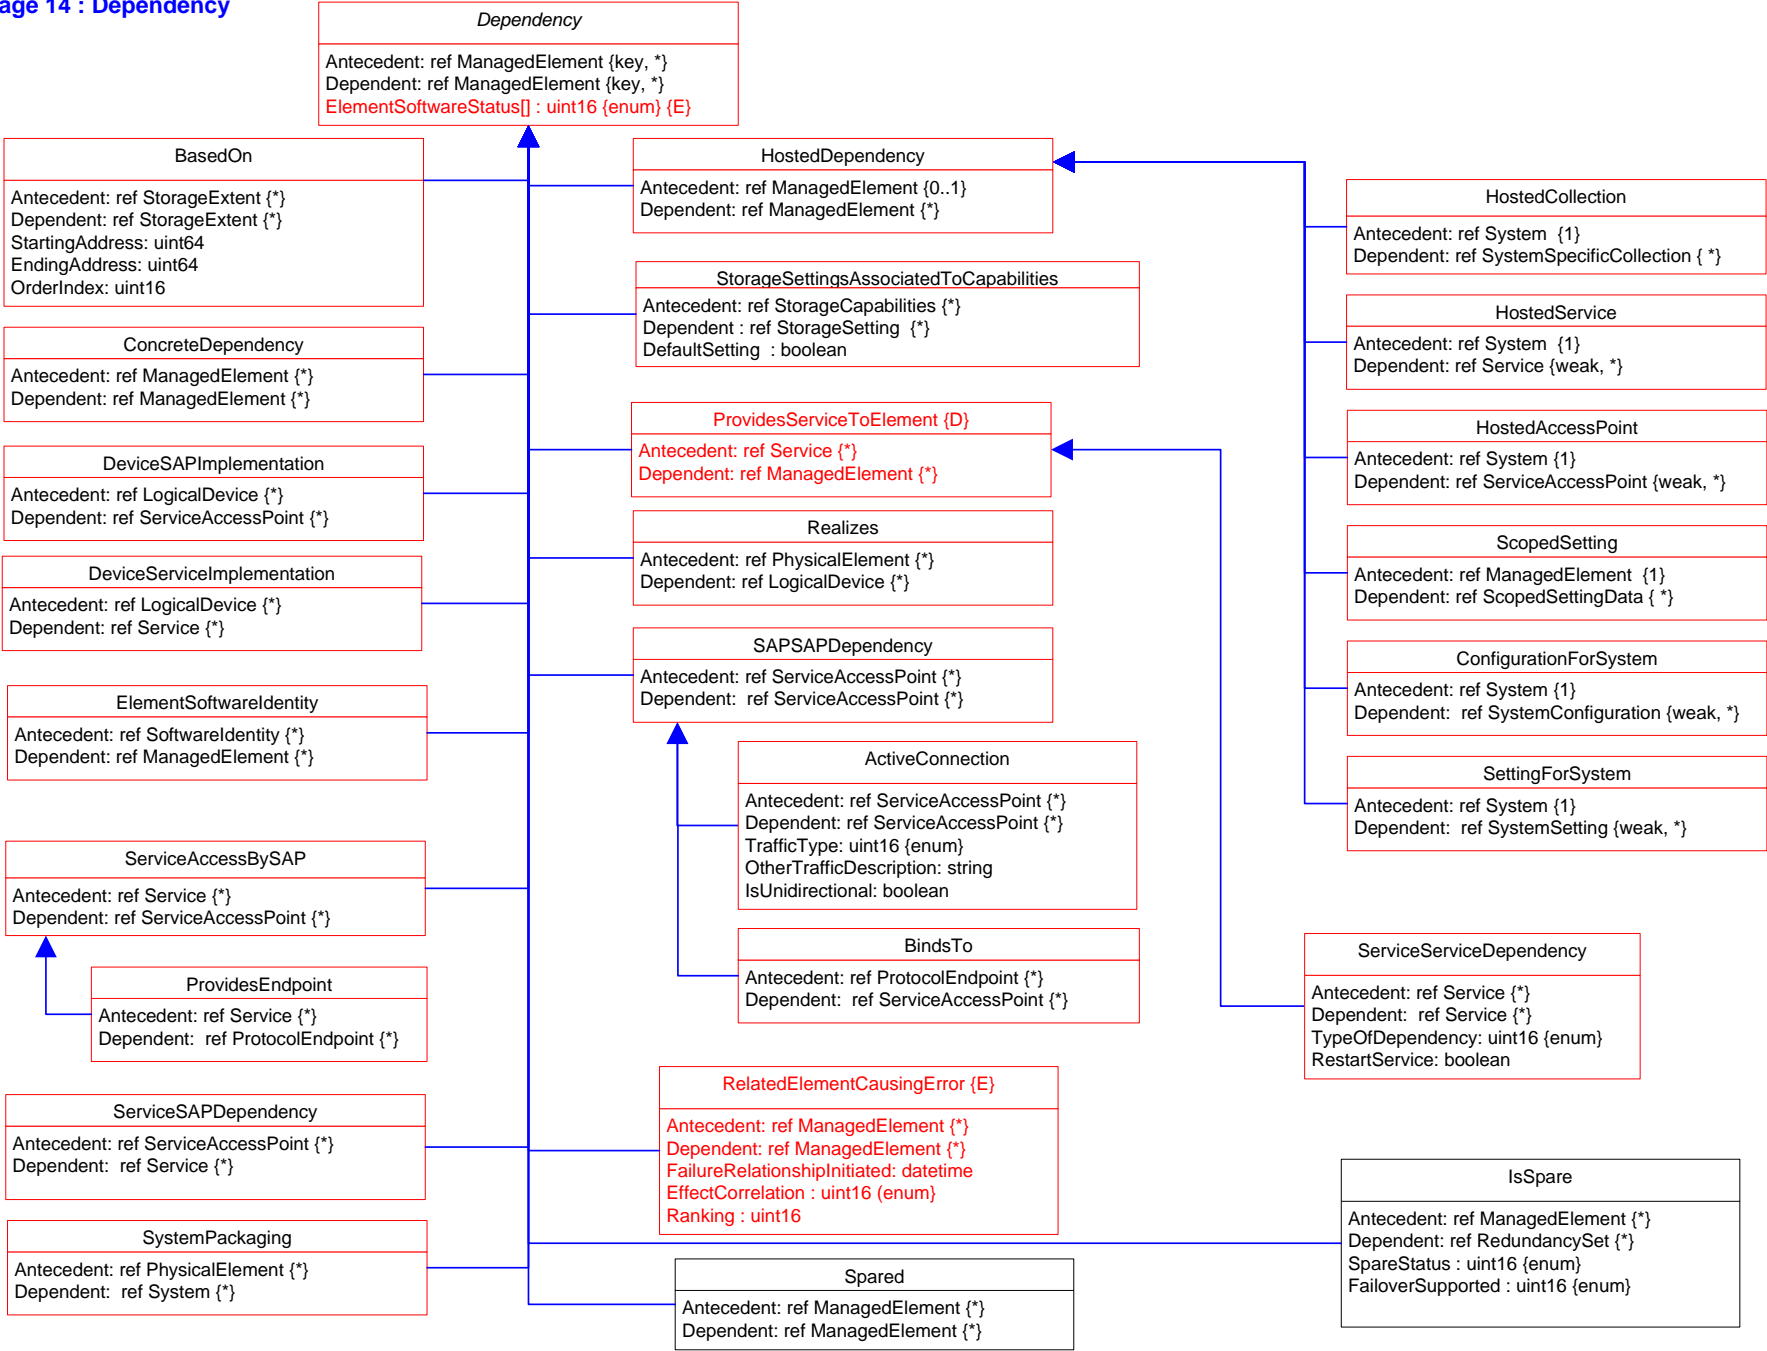 age 14 : Dependency
Dependency
Antecedent: ref ManagedElement {key, *}
Dependent: ref ManagedElement {key, *}
ElementSoftwareStatus[] : uint16 {enum} {E}
BasedOn
Antecedent: ref StorageExtent {*}
Dependent: ref StorageExtent {*}
StartingAddress: uint64
EndingAddress: uint64
OrderIndex: uint16
ConcreteDependency
Antecedent: ref ManagedElement {*}
Dependent: ref ManagedElement {*}
DeviceSAPImplementation
Antecedent: ref LogicalDevice {*}
Dependent: ref ServiceAccessPoint {*}
DeviceServiceImplementation
Antecedent: ref LogicalDevice {*}
Dependent: ref Service {*}
ElementSoftwareIdentity
Antecedent: ref SoftwareIdentity {*}
Dependent: ref ManagedElement {*}
ServiceAccessBySAP
Antecedent: ref Service {*}
Dependent: ref ServiceAccessPoint {*}
ProvidesEndpoint
Antecedent: ref Service {*}
Dependent:  ref ProtocolEndpoint {*}
ServiceSAPDependency
Antecedent: ref ServiceAccessPoint {*}
Dependent:  ref Service {*}
SystemPackaging
Antecedent: ref PhysicalElement {*}
Dependent:  ref System {*}
HostedDependency
Antecedent: ref ManagedElement {0..1}
Dependent: ref ManagedElement {*}
StorageSettingsAssociatedToCapabilities
Antecedent: ref StorageCapabilities {*}
Dependent : ref StorageSetting  {*}
DefaultSetting  : boolean
ProvidesServiceToElement {D}
Antecedent: ref Service {*}
Dependent: ref ManagedElement {*}
Realizes
Antecedent: ref PhysicalElement {*}
Dependent: ref LogicalDevice {*}
SAPSAPDependency
Antecedent: ref ServiceAccessPoint {*}
Dependent:  ref ServiceAccessPoint {*}
ActiveConnection
Antecedent: ref ServiceAccessPoint {*}
Dependent: ref ServiceAccessPoint {*}
TrafficType: uint16 {enum}
OtherTrafficDescription: string
IsUnidirectional: boolean
BindsTo
Antecedent: ref ProtocolEndpoint {*}
Dependent:  ref ServiceAccessPoint {*}
RelatedElementCausingError {E}
Antecedent: ref ManagedElement {*}
Dependent: ref ManagedElement {*}
FailureRelationshipInitiated: datetime
EffectCorrelation : uint16 (enum}
Ranking : uint16
Spared
Antecedent: ref ManagedElement {*}
Dependent: ref ManagedElement {*}
HostedCollection
Antecedent: ref System  {1}
Dependent: ref SystemSpecificCollection { *}
HostedService
Antecedent: ref System  {1}
Dependent: ref Service {weak, *}
HostedAccessPoint
Antecedent: ref System {1}
Dependent: ref ServiceAccessPoint {weak, *}
ScopedSetting
Antecedent: ref ManagedElement  {1}
Dependent: ref ScopedSettingData { *}
ConfigurationForSystem
Antecedent: ref System {1}
Dependent:  ref SystemConfiguration {weak, *}
SettingForSystem
Antecedent: ref System {1}
Dependent:  ref SystemSetting {weak, *}
ServiceServiceDependency
Antecedent: ref Service {*}
Dependent:  ref Service {*}
TypeOfDependency: uint16 {enum}
RestartService: boolean
IsSpare
Antecedent: ref ManagedElement {*}
Dependent: ref RedundancySet {*}
SpareStatus : uint16 {enum}
FailoverSupported : uint16 {enum}